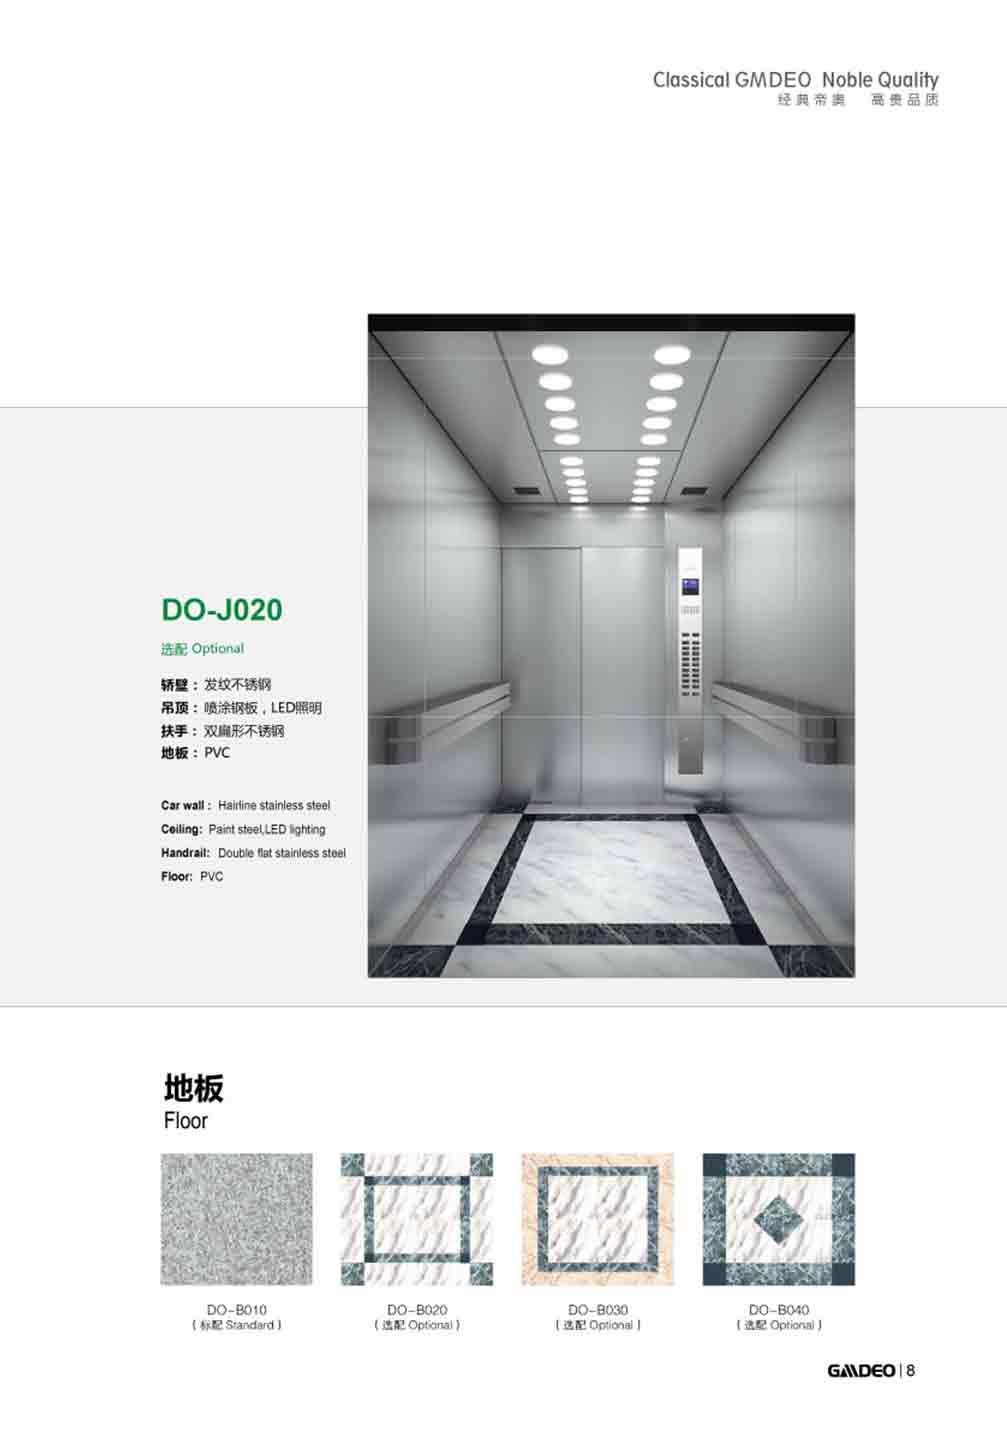 Classical GMDEO Noble Quality
经典帝奥 高贵品质
DO-J020
选配 Optional
轿壁：发纹不锈钢
吊顶：喷涂钢板，LED照明
扶手：双扁形不锈钢
地板：PVC
Car wall : Hairline stainless steel
Ceiling: Paint steel,LED lighting
Handrail: Double flat stainless steel
Floor: PVC
地板
Floor
DO-B010
（标配 Standard）
DO-B020
（选配 Optional）
DO-B030
（选配 Optional）
DO-B040
（选配 Optional）
GMDEO | 8